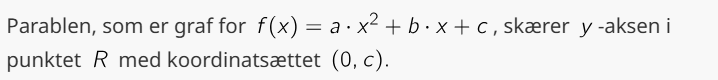 Parablen, som er graf for f(x) = a · x² + b · x + c , skærer y -aksen i
punktet R med koordinatsættet (0, c).